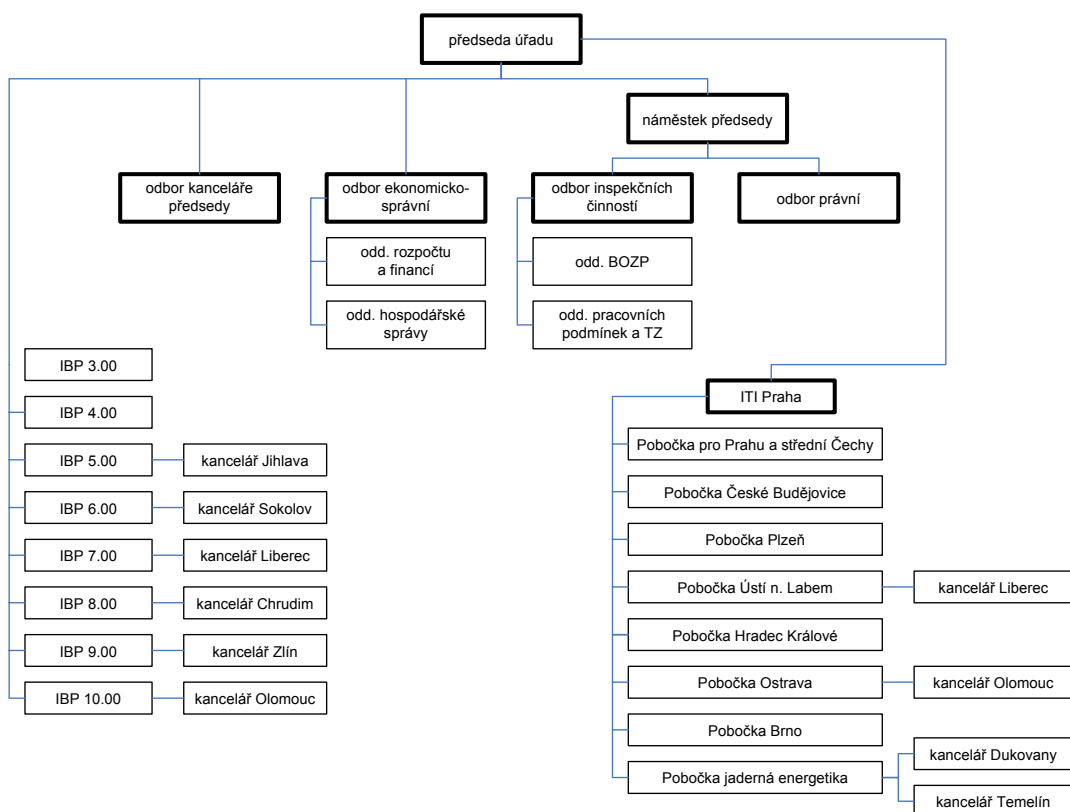 předseda úřadu
náměstek předsedy
odbor kanceláře
předsedy
odbor ekonomicko-
správní
odbor inspekčních
činností
odbor právní
odd. rozpočtu
a financí
odd. BOZP
odd. hospodářské
správy
odd. pracovních
podmínek a TZ
IBP 3.00
IBP 4.00
IBP 5.00
kancelář Jihlava
IBP 6.00
kancelář Sokolov
IBP 7.00
kancelář Liberec
IBP 8.00
kancelář Chrudim
IBP 9.00
kancelář Zlín
IBP 10.00
kancelář Olomouc
ITI Praha
Pobočka pro Prahu a střední Čechy
Pobočka České Budějovice
Pobočka Plzeň
Pobočka Ústí n. Labem
kancelář Liberec
Pobočka Hradec Králové
Pobočka Ostrava
kancelář Olomouc
Pobočka Brno
Pobočka jaderná energetika
kancelář Dukovany
kancelář Temelín